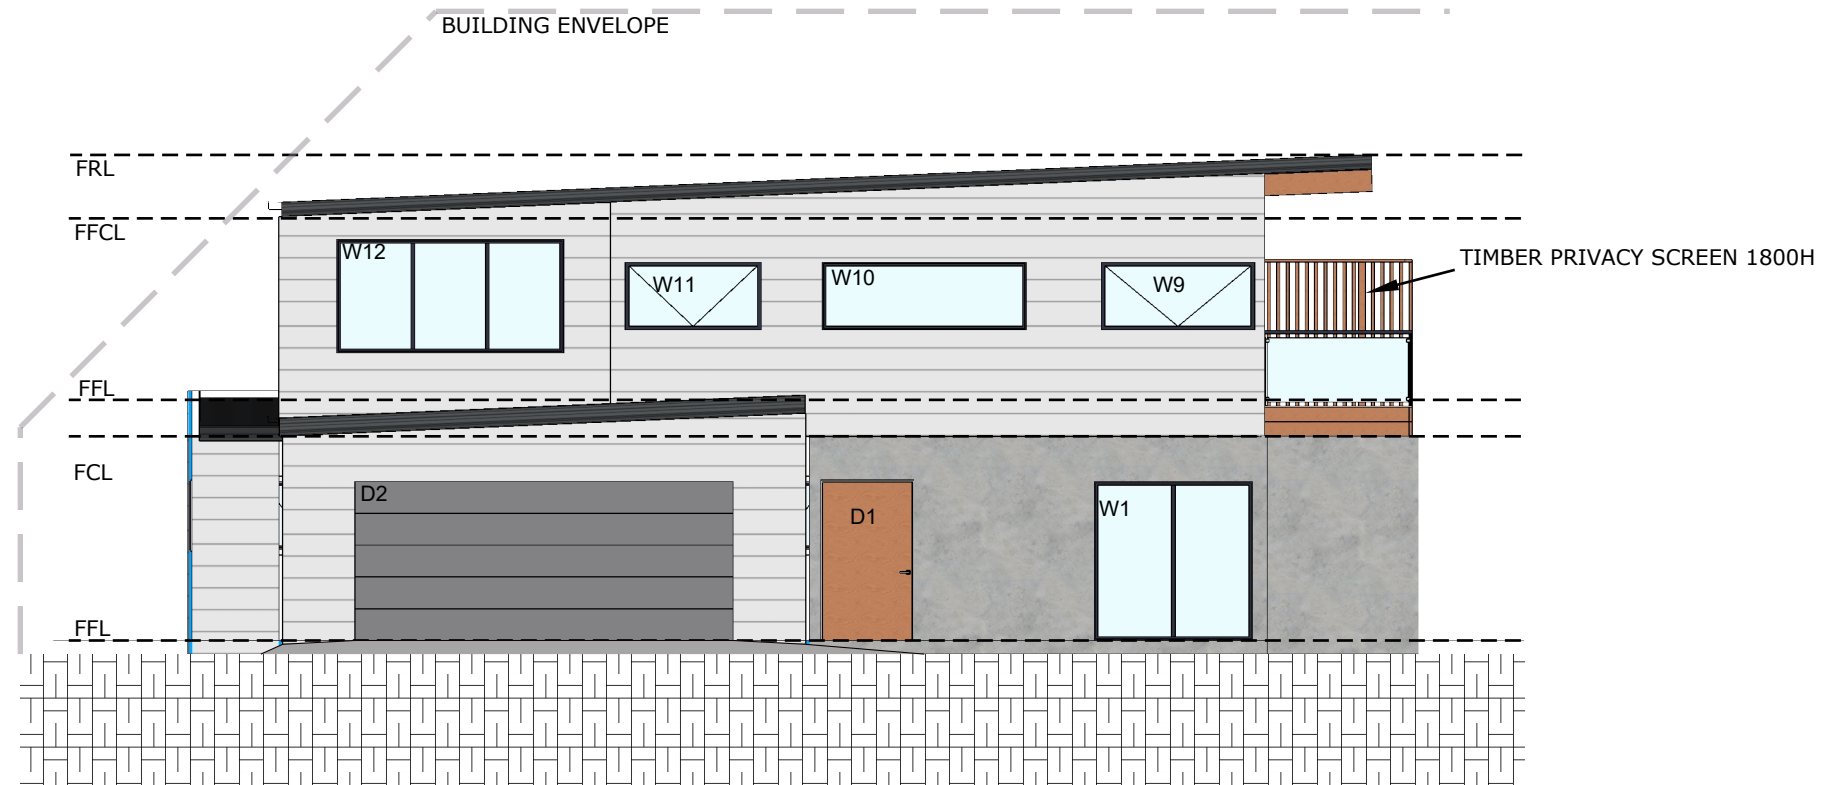 BUILDING ENVELOPE
FRL
FFCL
W12
W11
W10
W9
TIMBER PRIVACY SCREEN 1800H
FFL
FCL
D2
D1
W1
FFL